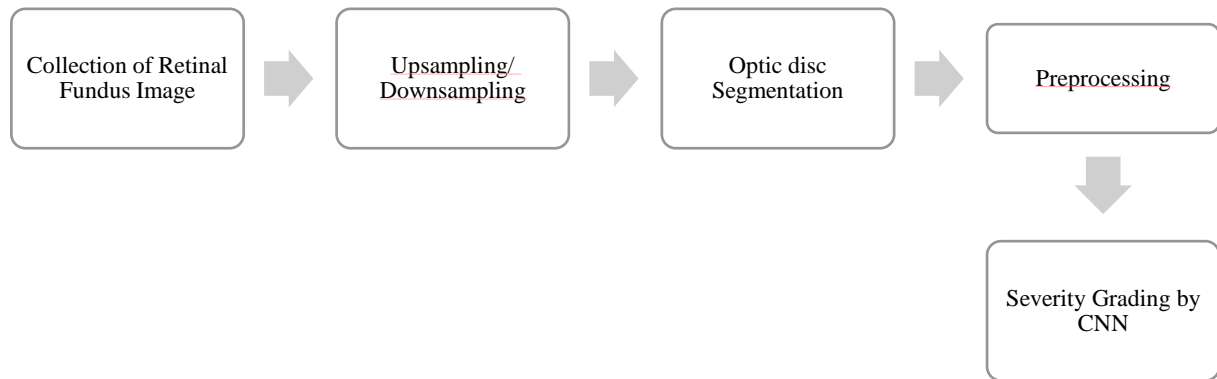 Collection of Retinal
Fundus Image
Upsampling/
Downsampling
Optic disc
Segmentation
Preprocessing
Severity Grading by
CNN